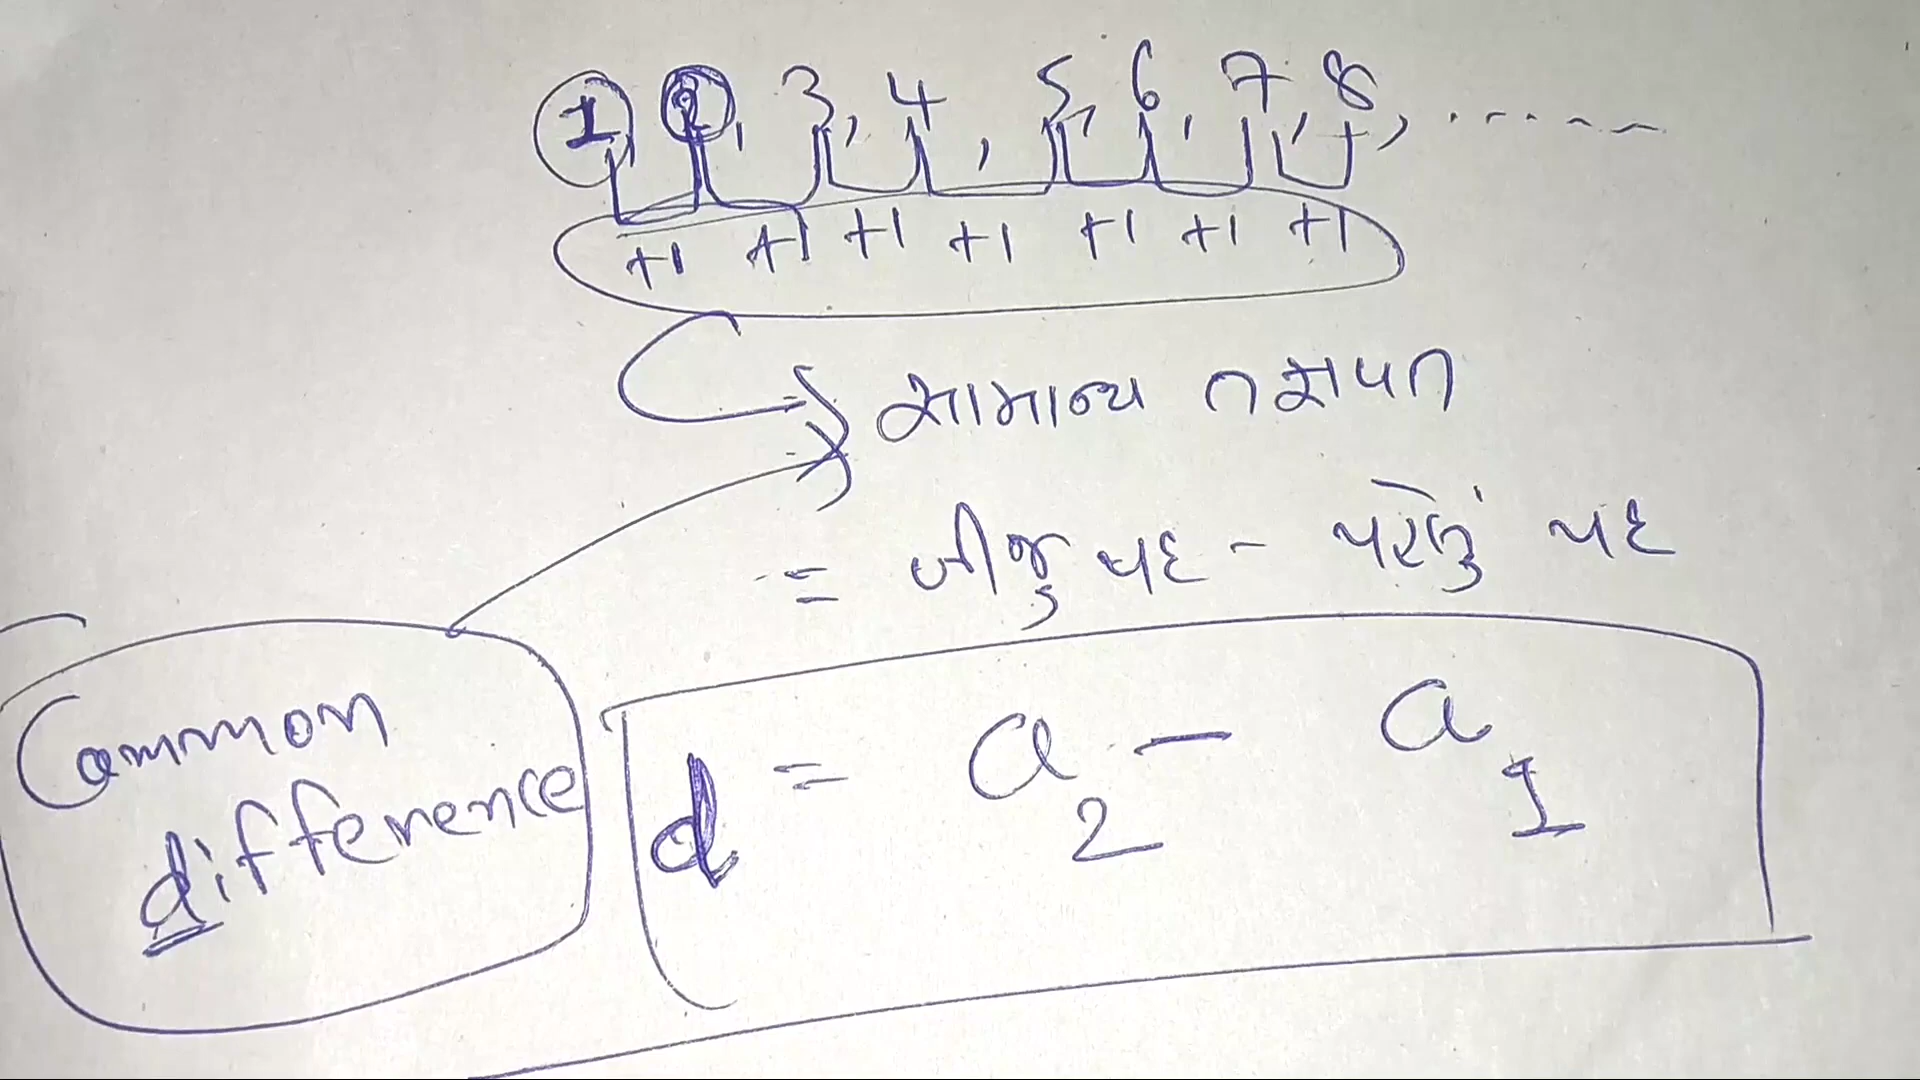 1, 2, 3, 4, 5, 6, 7, 8, .....
+1 +1 +1 +1 +1 +1 +1
સામાન્ય તફાવત
= બીજુ પદ - પહેલું પદ
Common
difference
d = a₂ - a₁